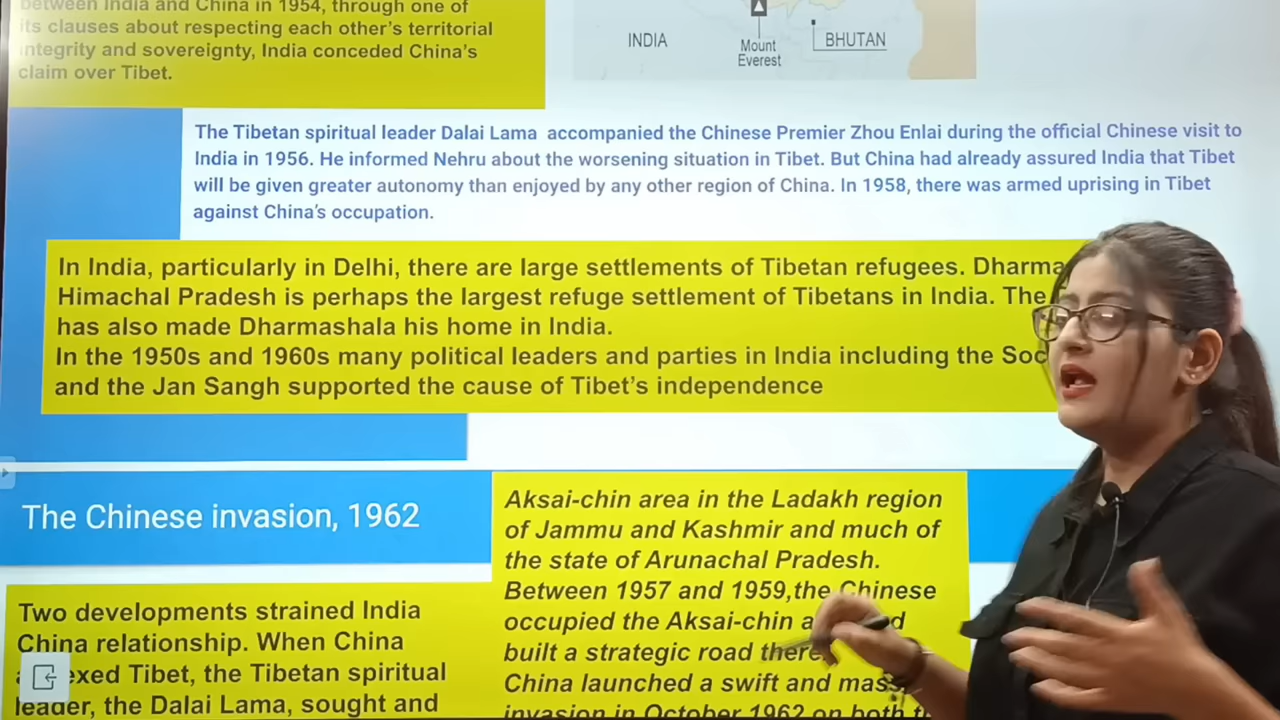 between India and China in 1954, through one of
its clauses about respecting each other's territorial
integrity and sovereignty, India conceded China's
claim over Tibet.
INDIA
Mount
Everest
BHUTAN
The Tibetan spiritual leader Dalai Lama accompanied the Chinese Premier Zhou Enlai during the official Chinese visit to
India in 1956. He informed Nehru about the worsening situation in Tibet. But China had already assured India that Tibet
will be given greater autonomy than enjoyed by any other region of China. In 1958, there was armed uprising in Tibet
against China's occupation.
In India, particularly in Delhi, there are large settlements of Tibetan refugees.
Himachal Pradesh is perhaps the largest refuge settlement of Tibetans in India. The
has also made Dharmashala his home in India.
In the 1950s and 1960s many political leaders and parties in India including the
and the Jan Sangh supported the cause of Tibet's independence
The Chinese invasion, 1962
Two developments strained India
China relationship. When China
Tibet, the Tibetan spiritual
leader, the Dalai Lama, sought and
Aksai-chin area in the Ladakh region
of Jammu and Kashmir and much of
the state of Arunachal Pradesh.
Between 1957 and 1959,the Chinese
occupied the Aksai-chin
built a strategic road there
China launched a swift and
invasion in October 1962 on both